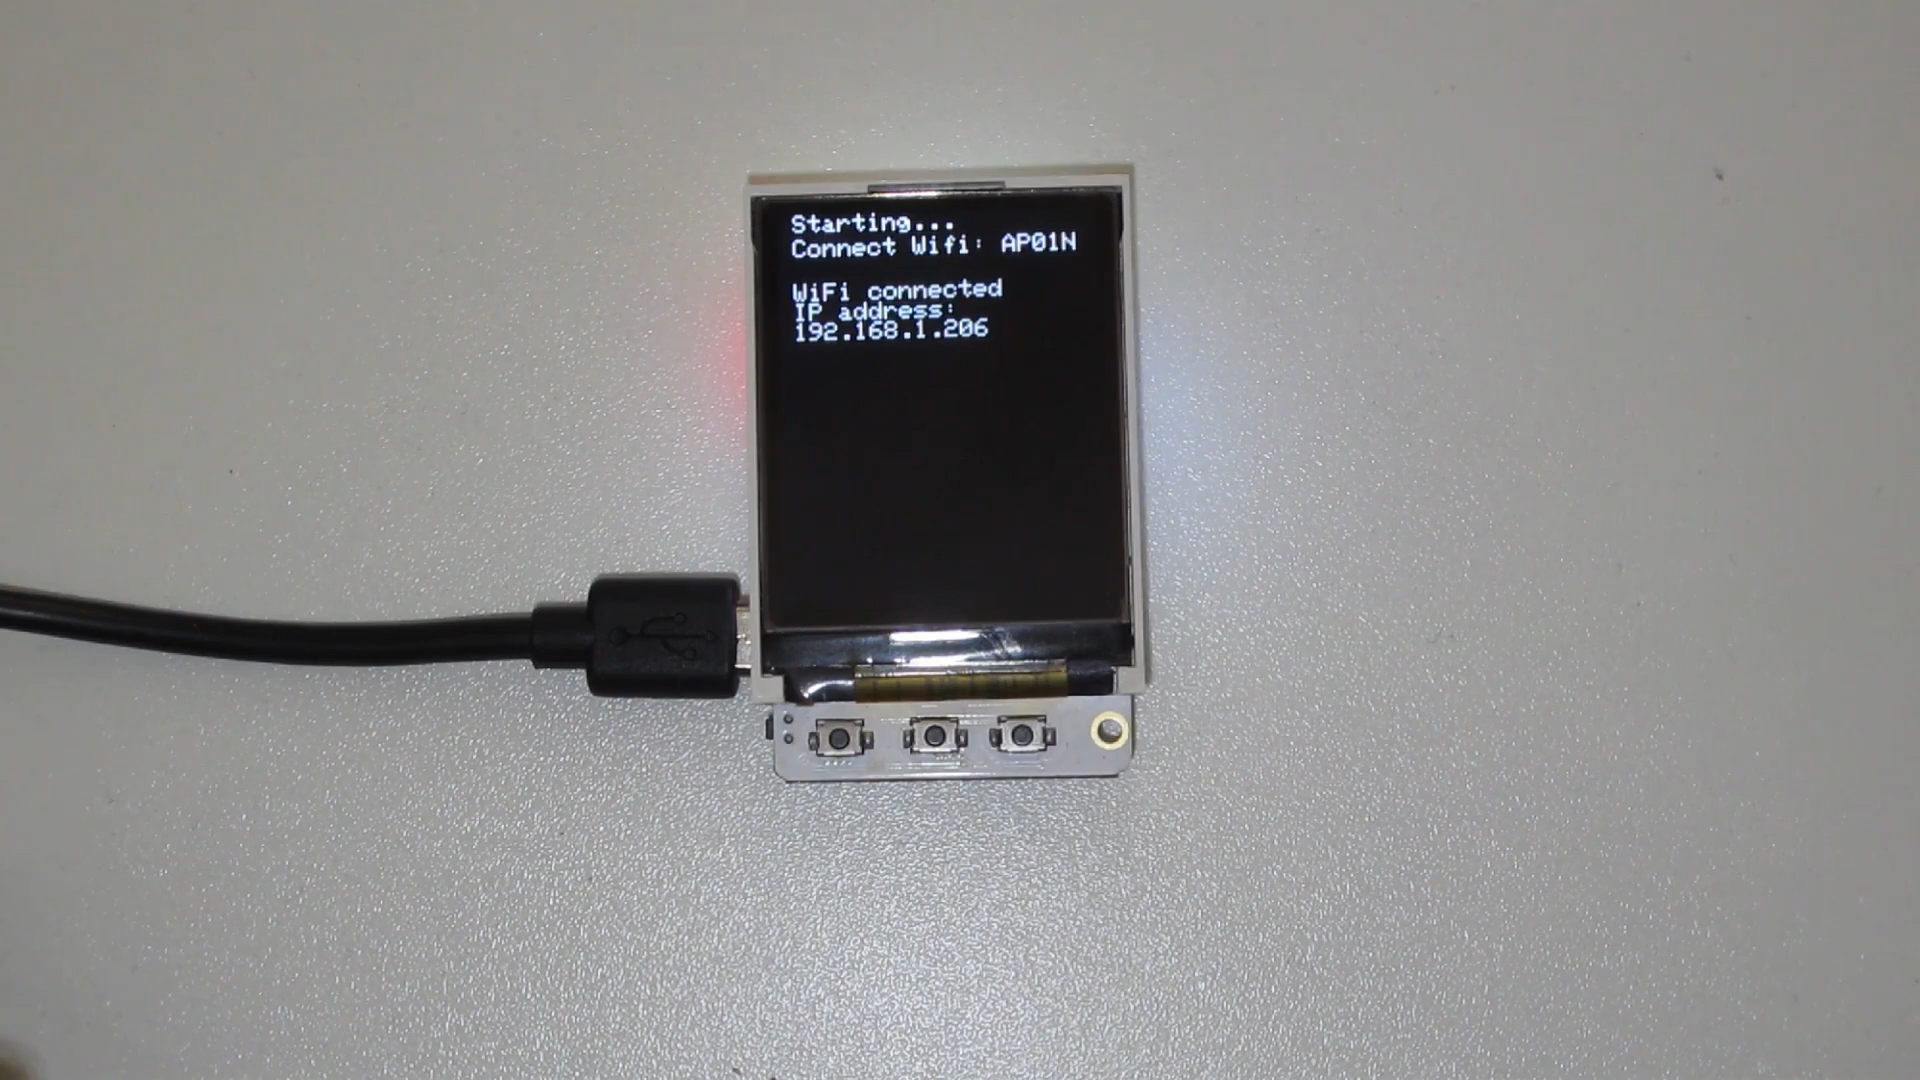 Starting...
Connect Wifi: AP01N
WiFi connected
IP address:
192.168.1.206